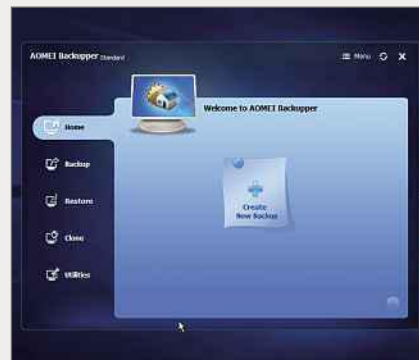 AOMEI Backupper Standard
Menu
Welcome to AOMEI Backupper
Home
Backup
Restore
Clone
Utilities
Create
New Backup